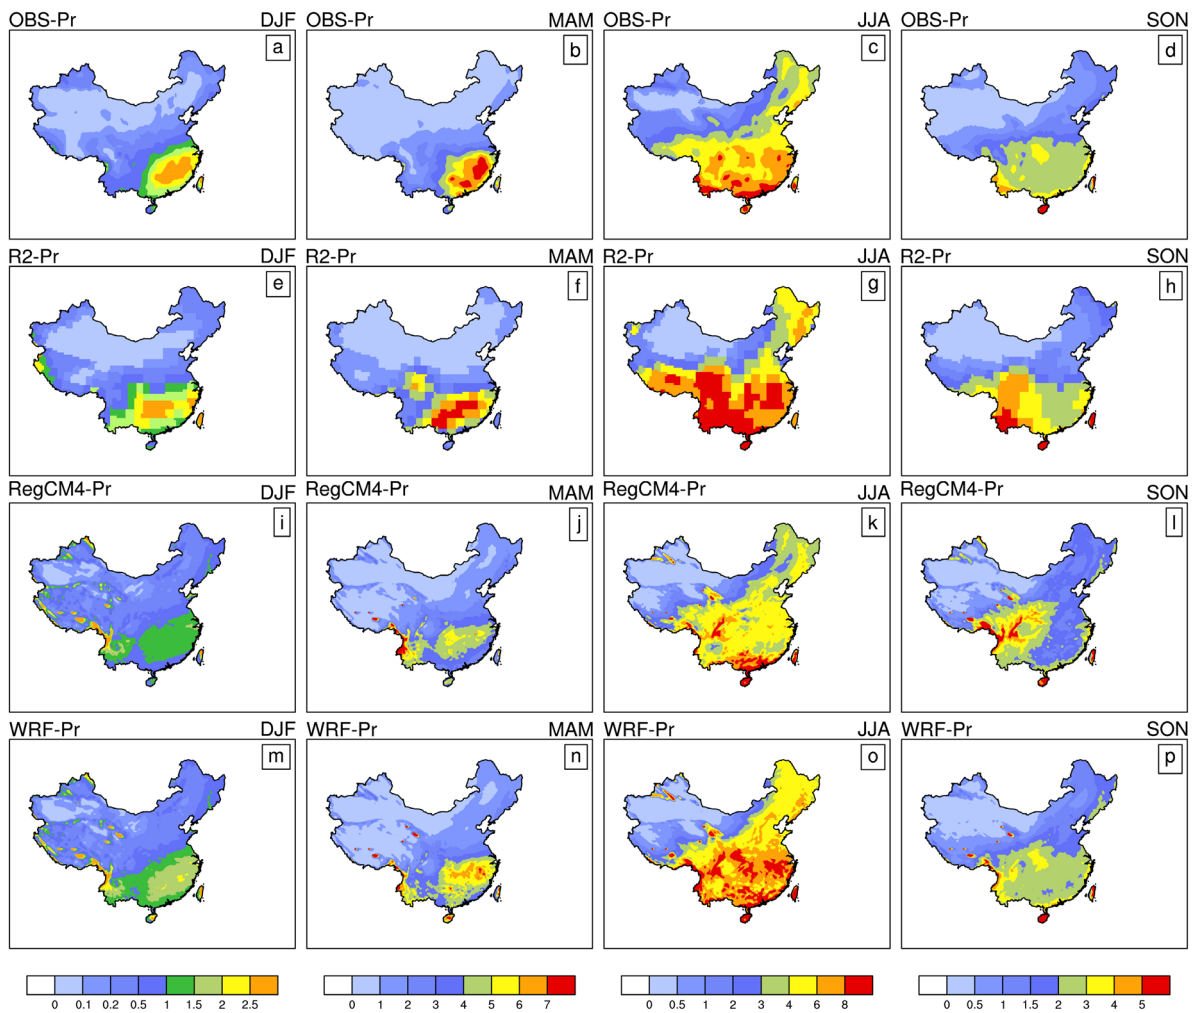 OBS-Pr DJF OBS-Pr MAM OBS-Pr JJA OBS-Pr SON
a b c d
R2-Pr DJF R2-Pr MAM R2-Pr JJA R2-Pr SON
e f g h
RegCM4-Pr DJF RegCM4-Pr MAM RegCM4-Pr JJA RegCM4-Pr SON
i j k l
WRF-Pr DJF WRF-Pr MAM WRF-Pr JJA WRF-Pr SON
m n o p
0 0.1 0.2 0.5 1 1.5 2 2.5 0 1 2 3 4 5 6 7 0 0.5 1 2 3 4 6 8 0 0.5 1 1.5 2 3 4 5